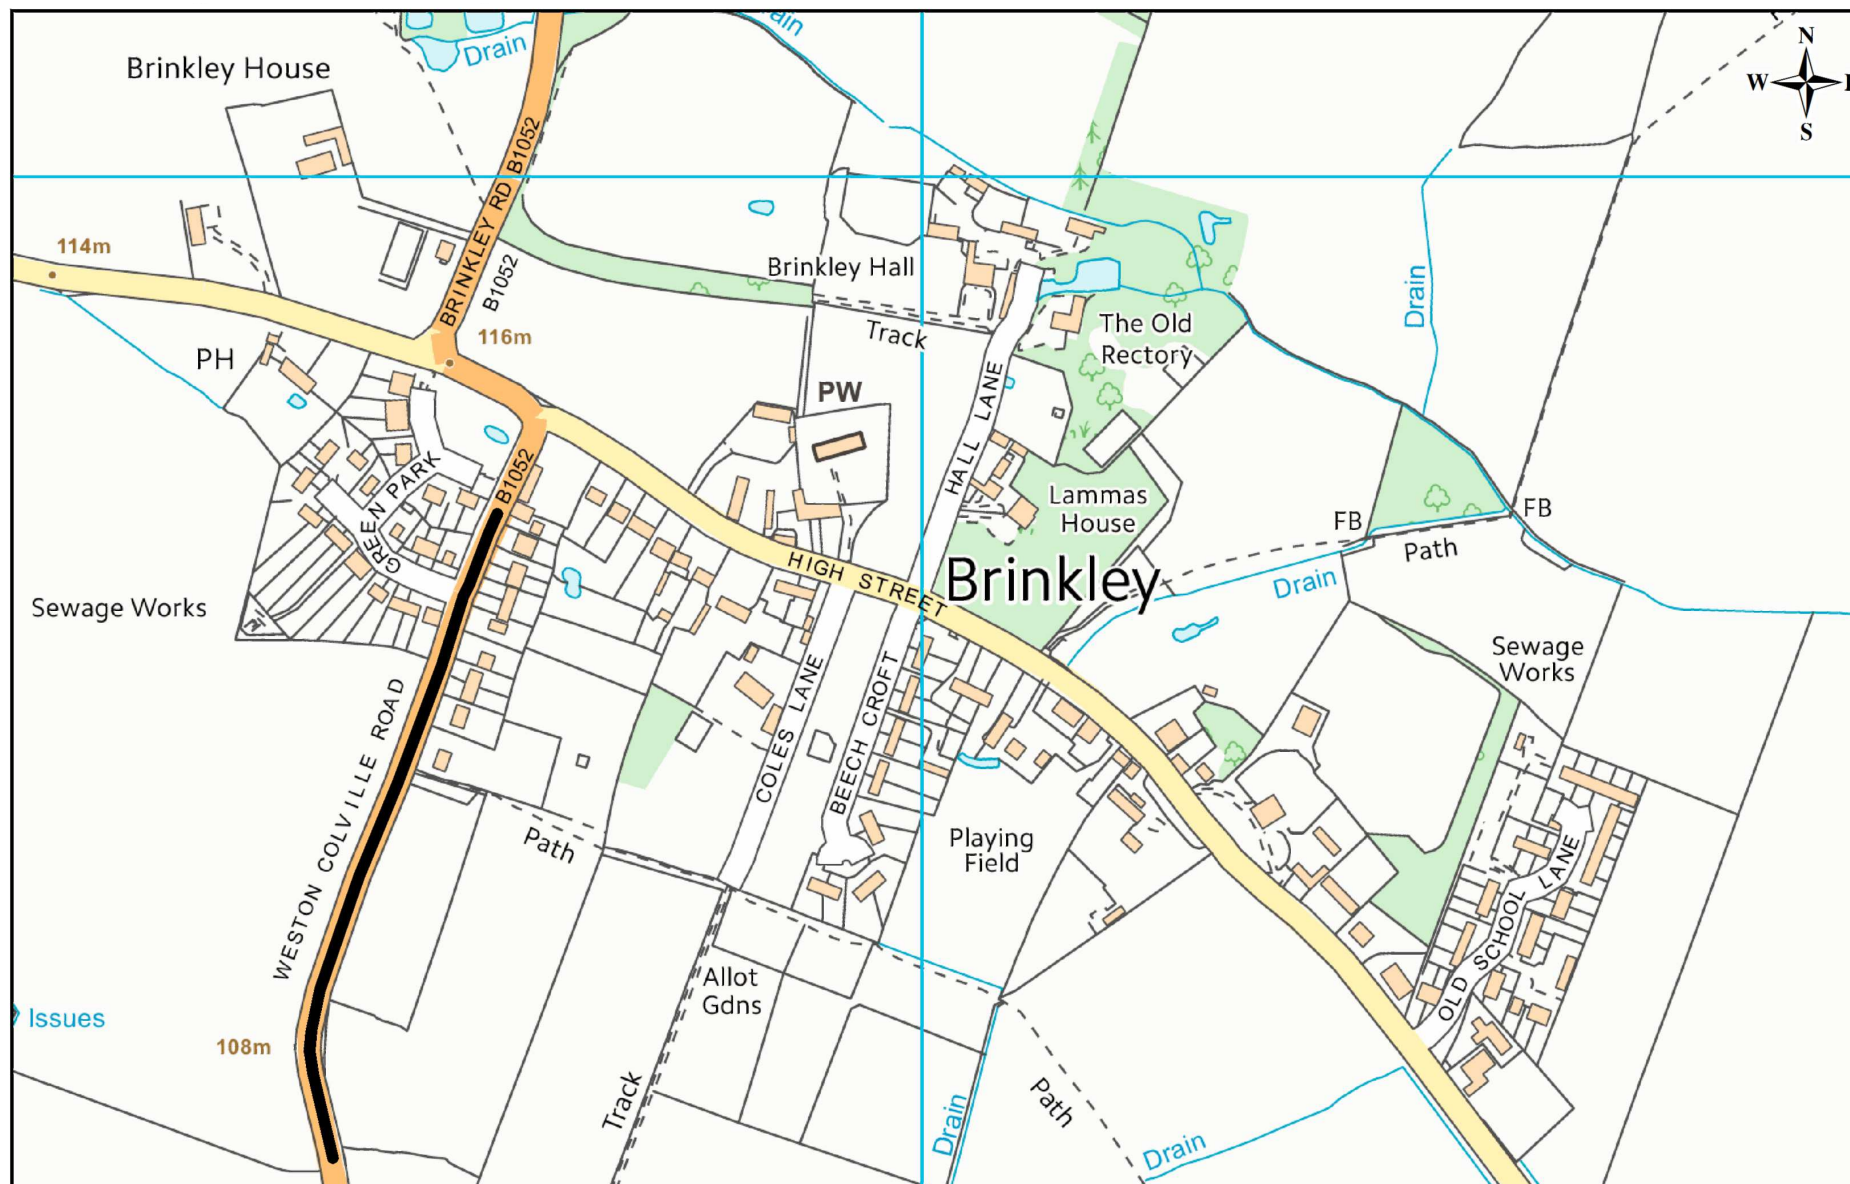 Drain
Drain
Brinkley House
N
W
S
B1052
BRINKLEY RD
B1052
114m
Brinkley Hall
Drain
116m
Track
The Old
Rectory
PH
PW
HALL LANE
GREEN PARK
B1052
Lammas
House
FB
FB
Path
HIGH STREET
Brinkley
Drain
Sewage Works
Sewage
Works
WESTON COLVILLE ROAD
COLES LANE
BEECH CROFT
Path
Playing
Field
OLD SCHOOL LANE
Allot
Gdns
Issues
108m
Track
Drain
Path
Drain